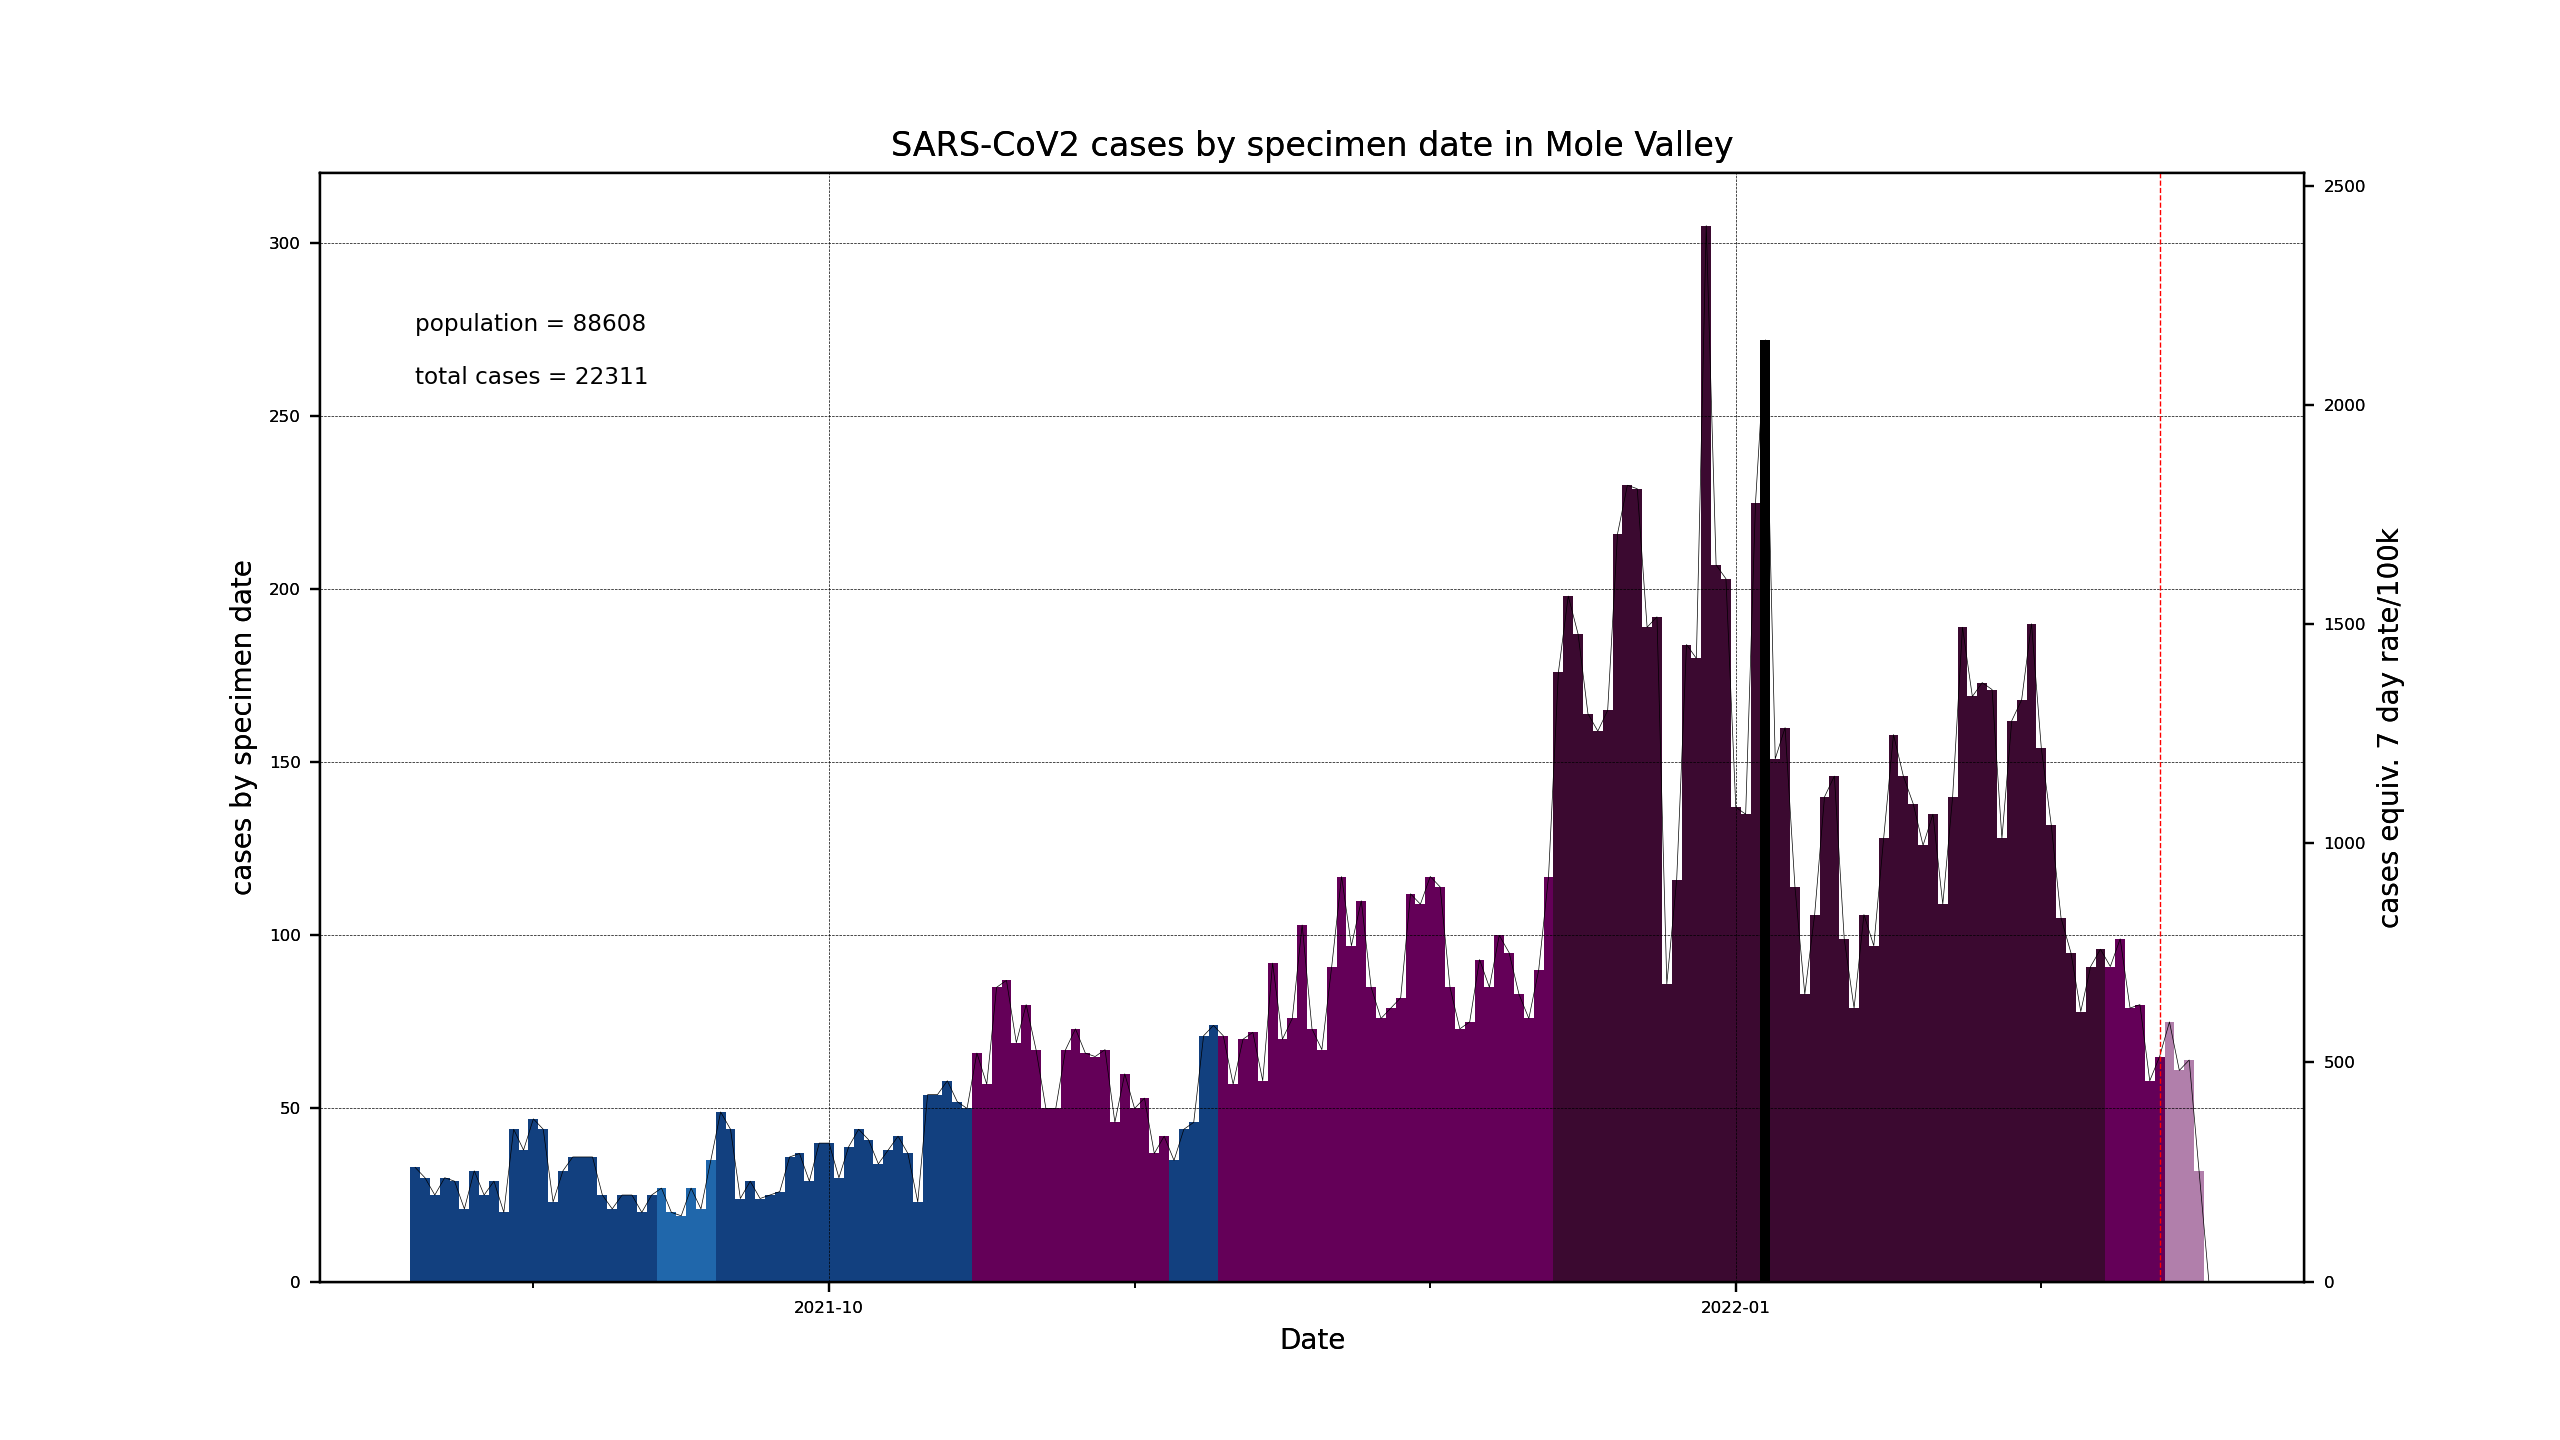 SARS-CoV2 cases by specimen date in Mole Valley
population = 88608
total cases = 22311
cases by specimen date
300
250
200
150
100
50
0
2500
2000
1500
1000
500
0
cases equiv. 7 day rate/100k
2021-10
2022-01
Date